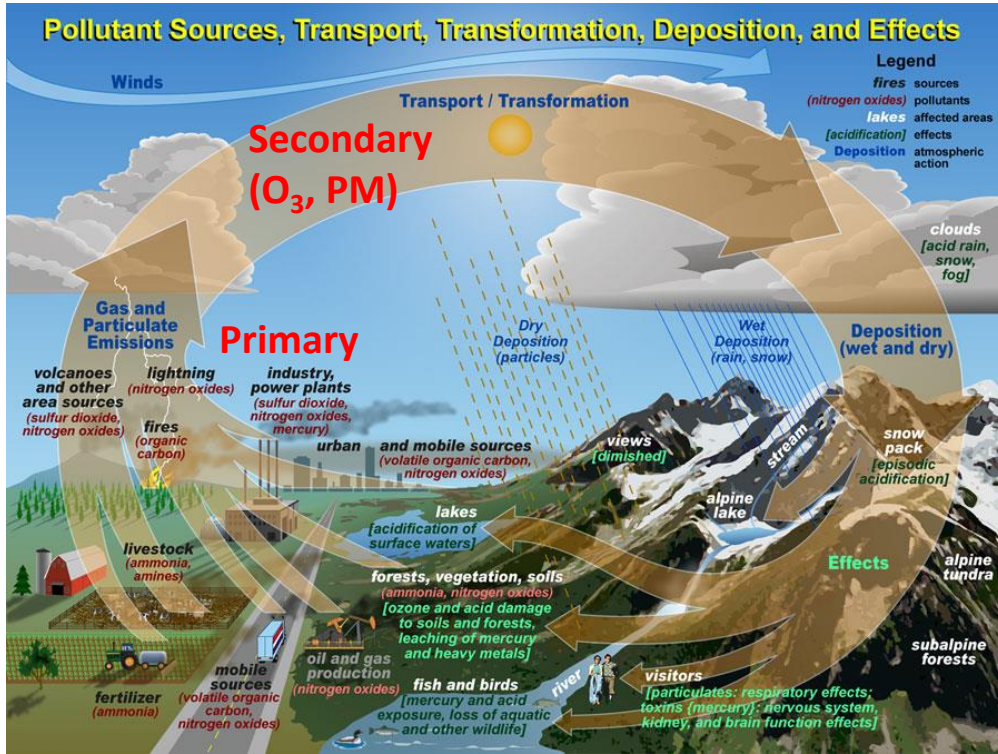 Pollutant Sources, Transport, Transformation, Deposition, and Effects
Winds
Legend
fires sources
(nitrogen oxides) pollutants
lakes affected areas
[acidification] effects
Deposition atmospheric
action
Transport / Transformation
Secondary
(O₃, PM)
clouds
[acid rain,
snow,
fog]
Gas and
Particulate
Emissions
Primary
Dry
Deposition
(particles)
Wet
Deposition
(rain, snow)
Deposition
(wet and dry)
volcanoes
and other
area sources
(sulfur dioxide,
nitrogen oxides)
lightning
(nitrogen oxides)
industry,
power plants
(sulfur dioxide,
nitrogen oxides,
mercury)
fires
(organic
carbon)
urban and mobile sources
(volatile organic carbon,
nitrogen oxides)
views
[dimished]
stream
snow
pack
[episodic
acidification]
alpine
lake
lakes
[acidification of
surface waters]
livestock
(ammonia,
amines)
forests, vegetation, soils
(ammonia, nitrogen oxides)
[ozone and acid damage
to soils and forests,
leaching of mercury
and heavy metals]
Effects
alpine
tundra
subalpine
forests
oil and gas
production
(nitrogen oxides)
mobile
sources
(volatile organic
carbon,
nitrogen oxides)
fertilizer
(ammonia)
fish and birds
[mercury and acid
exposure, loss of aquatic
and other wildlife]
river
visitors
[particulates: respiratory effects;
toxins {mercury}: nervous system,
kidney, and brain function effects]